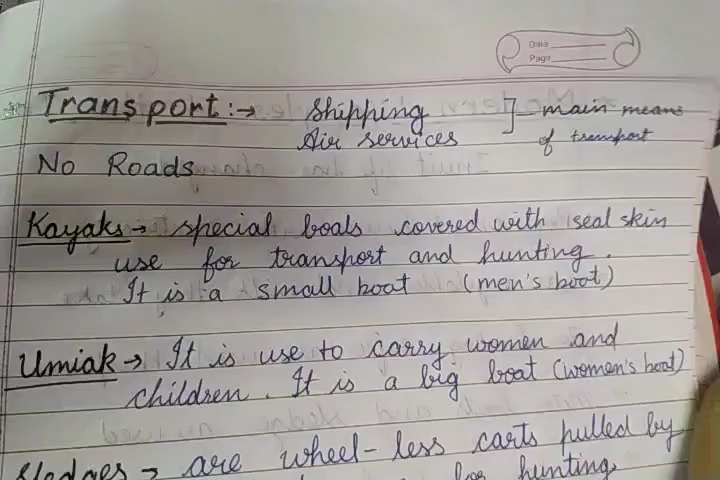 Date
Page
Transport :→ Shipping ] – main means
Air services of transport
No Roads
Kayaks → special boats covered with seal skin
use for transport and hunting.
It is a small boat (men's boat)
Umiak → It is use to carry women and
children. It is a big boat (women's boat)
Sledges → are wheel-less carts pulled by
for hunting